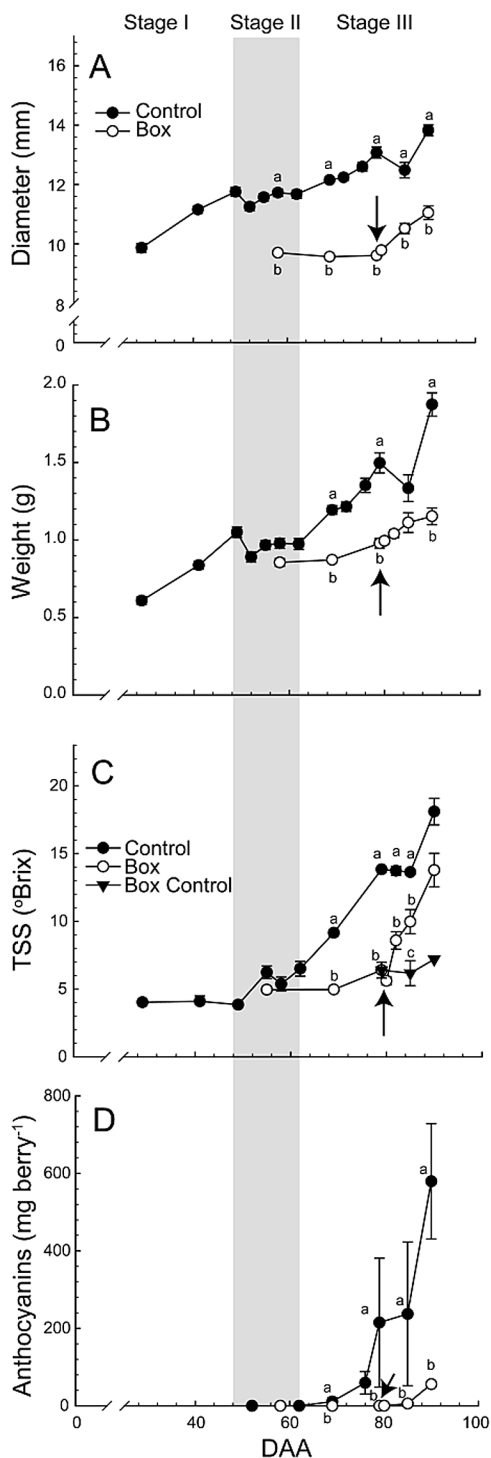 Stage I Stage II Stage III
A
Diameter (mm)
16
14
12
10
8
0
Control
Box
a a a a
b b b b b
B
Weight (g)
2.0
1.5
1.0
0.5
0.0
a a a
b b b
C
TSS (ºBrix)
20
15
10
5
0
Control
Box
Box Control
a a a a
b b b b c
D
Anthocyanins (mg berry-1)
800
600
400
200
0
a a a a
b b b b
0 40 60 80 100
DAA